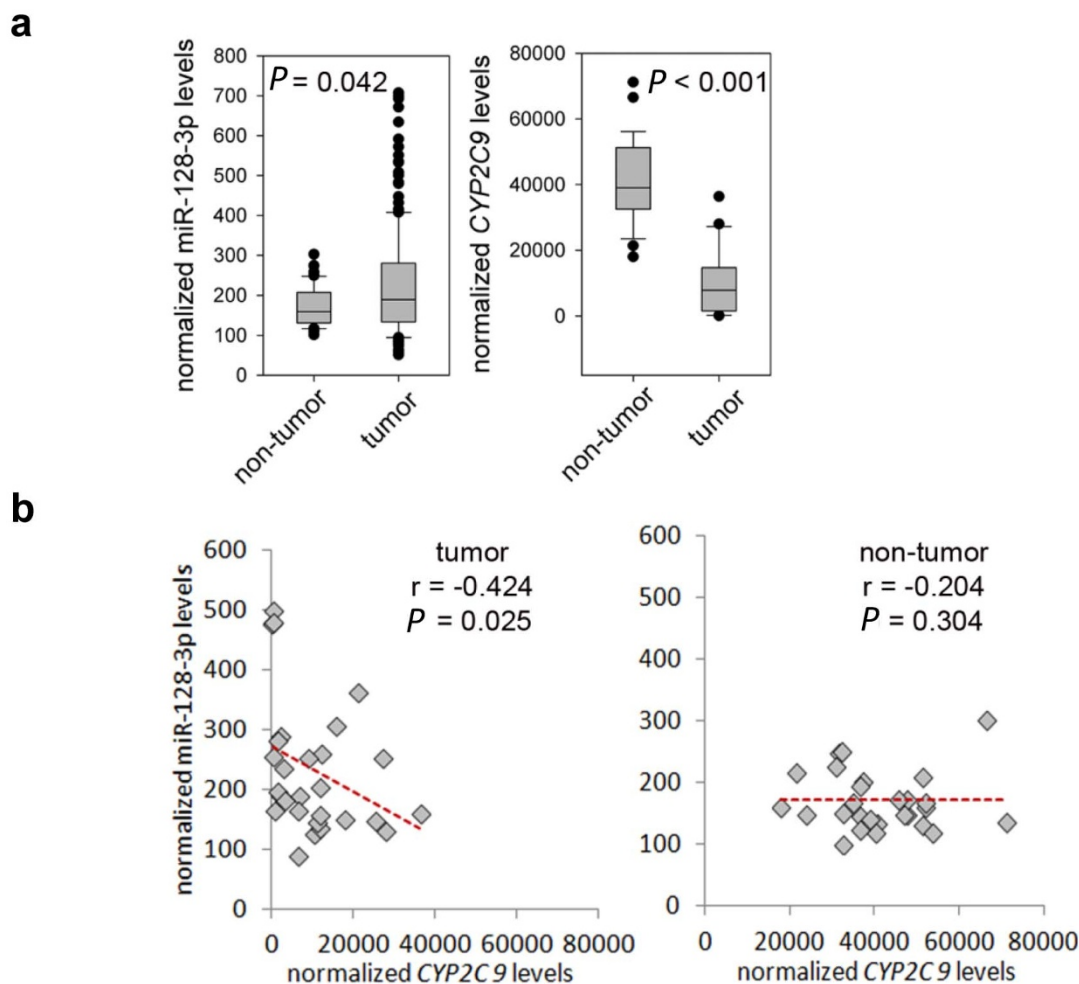 a
normalized miR-128-3p levels
800
700
600
500
400
300
200
100
0
P = 0.042
non-tumor
tumor
normalized CYP2C9 levels
80000
60000
40000
20000
0
P < 0.001
non-tumor
tumor
b
normalized miR-128-3p levels
600
500
400
300
200
100
0
tumor
r = -0.424
P = 0.025
0 20000 40000 60000 80000
normalized CYP2C 9 levels
600
500
400
300
200
100
0
non-tumor
r = -0.204
P = 0.304
0 20000 40000 60000 80000
normalized CYP2C 9 levels